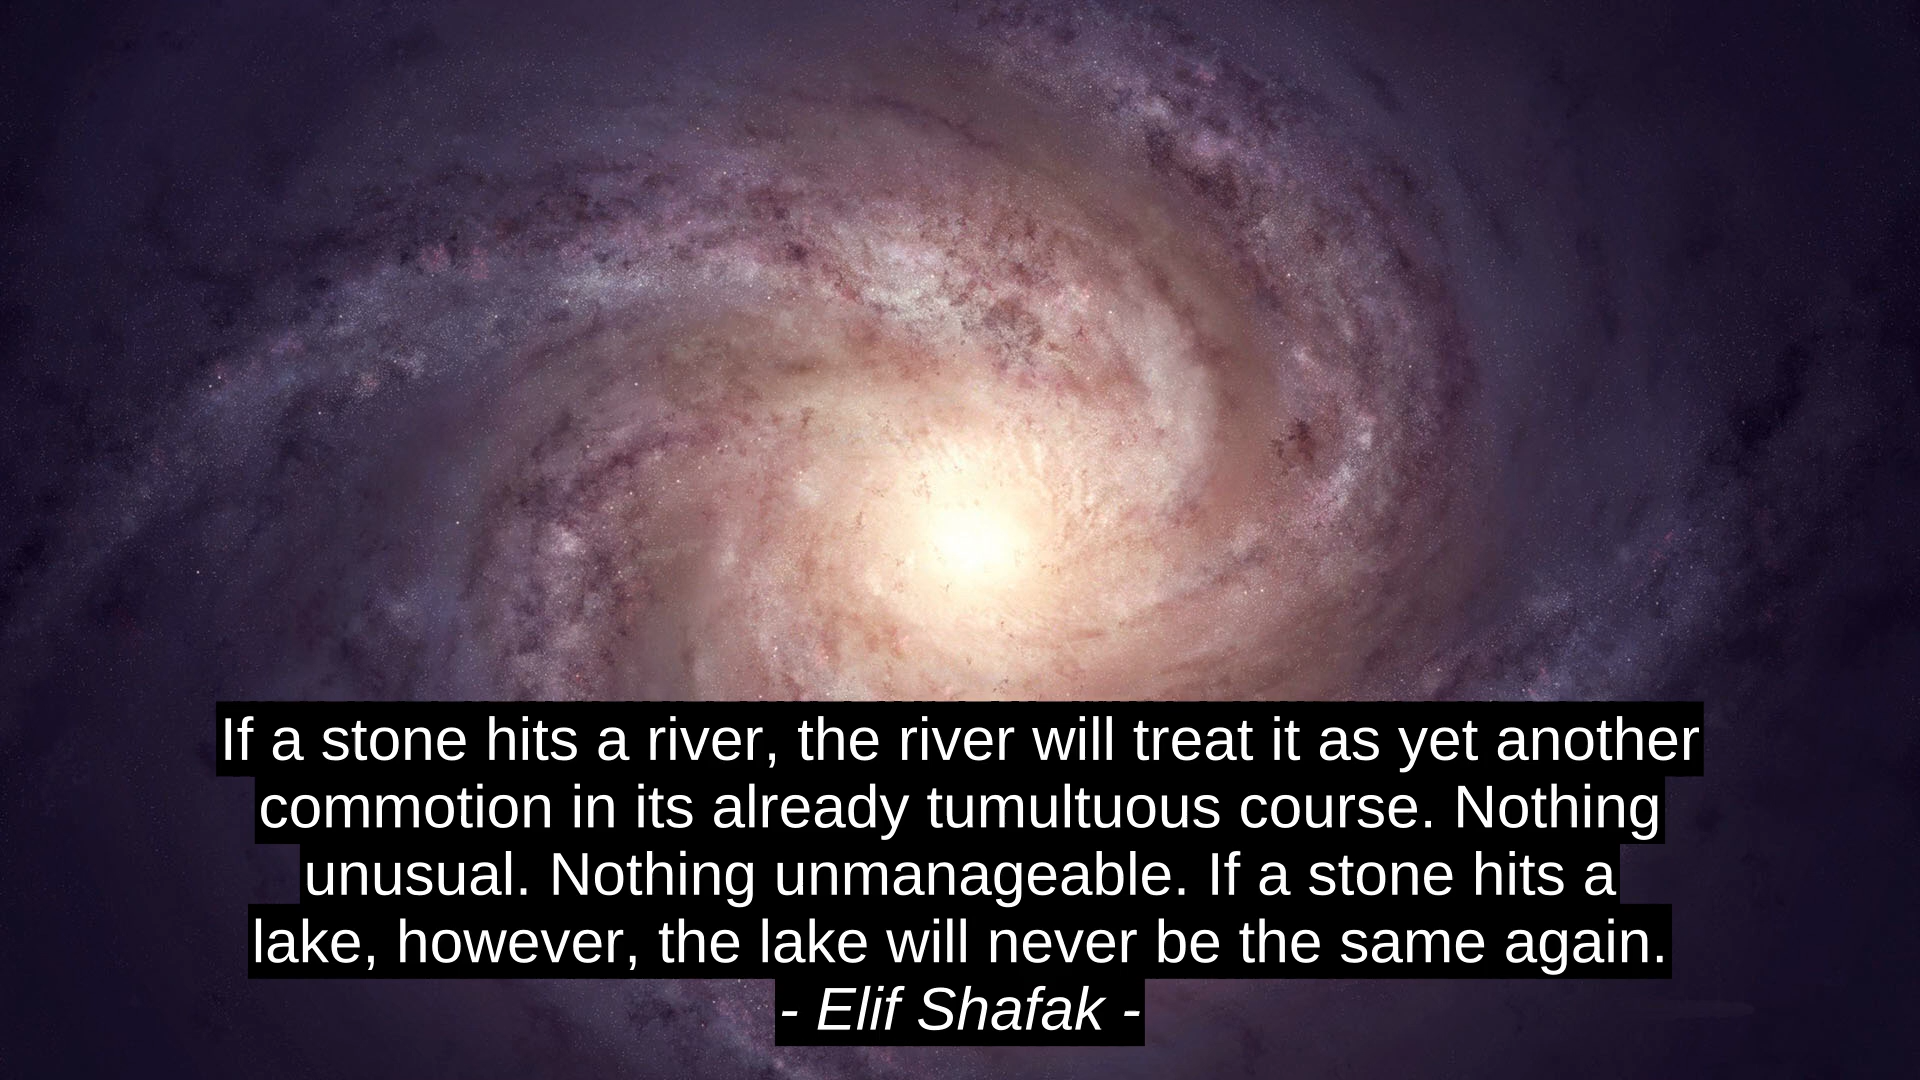 If a stone hits a river, the river will treat it as yet another
commotion in its already tumultuous course. Nothing
unusual. Nothing unmanageable. If a stone hits a
lake, however, the lake will never be the same again.
- Elif Shafak -